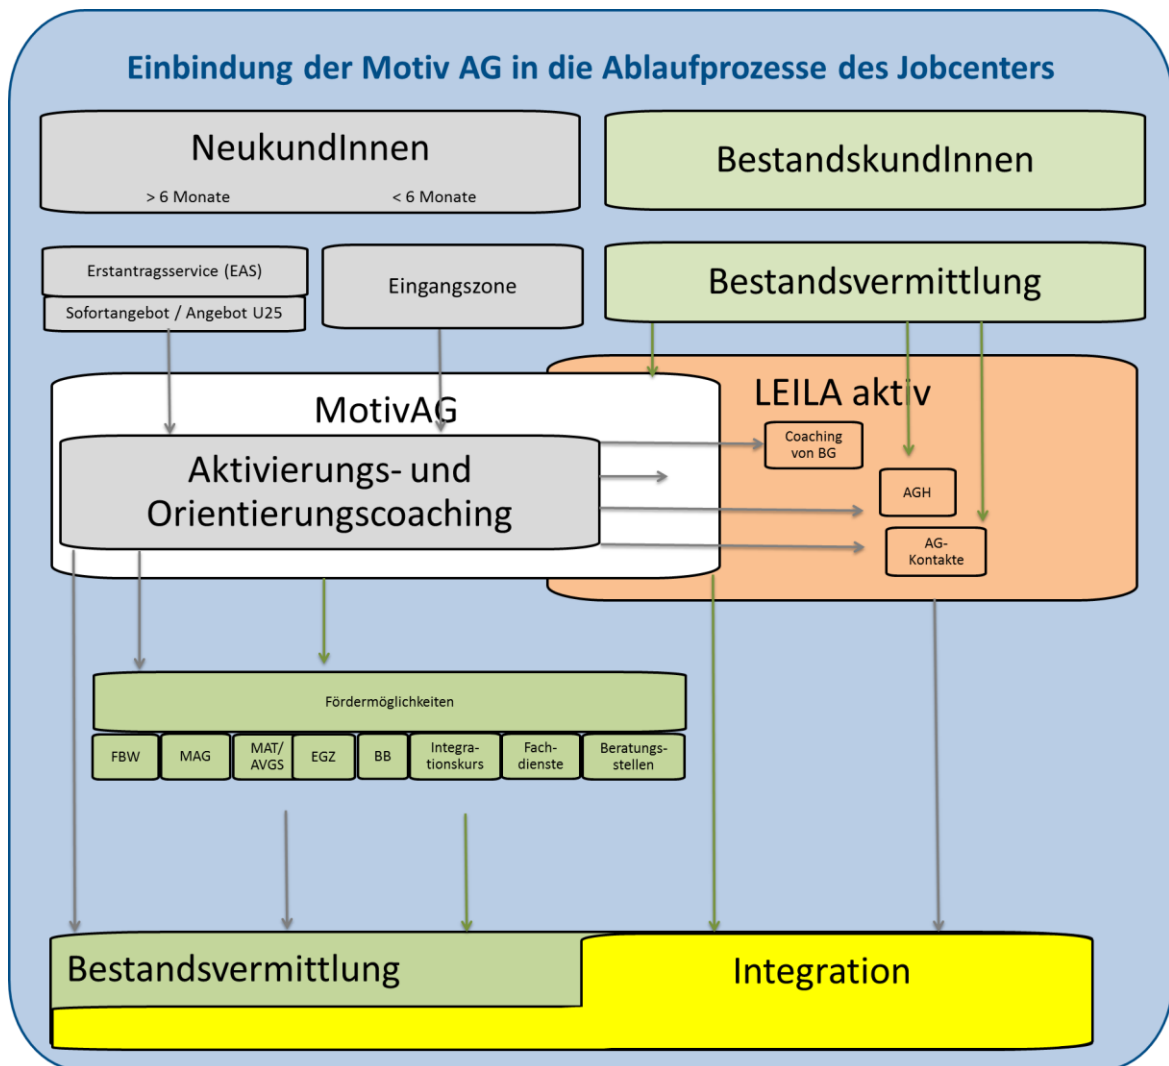 Einbindung der Motiv AG in die Ablaufprozesse des Jobcenters
NeukundInnen
> 6 Monate
< 6 Monate
BestandskundInnen
Erstantragsservice (EAS)
Sofortangebot / Angebot U25
Eingangszone
Bestandsvermittlung
MotivAG
LEILA aktiv
Aktivierungs- und
Orientierungscoaching
Coaching
von BG
AGH
AG-
Kontakte
Fördermöglichkeiten
FBW
MAG
MAT/
AVGS
EGZ
BB
Integra-
tionskurs
Fach-
dienste
Beratungs-
stellen
Bestandsvermittlung
Integration